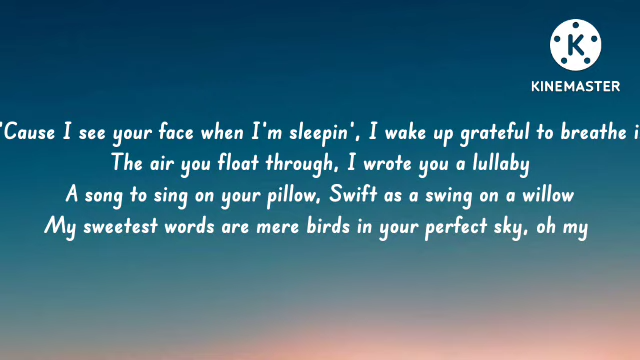 KINEMASTER
'Cause I see your face when I'm sleepin', I wake up grateful to breathe i
The air you float through, I wrote you a lullaby
A song to sing on your pillow, Swift as a swing on a willow
My sweetest words are mere birds in your perfect sky, oh my